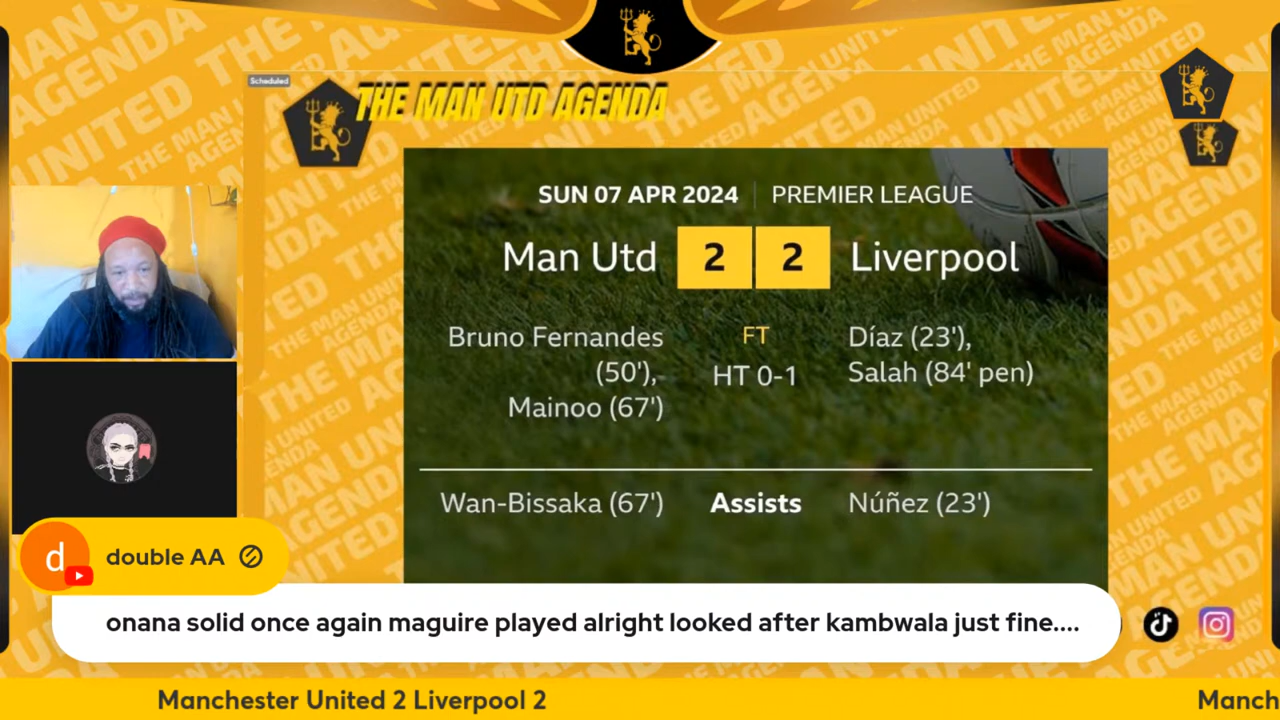 Scheduled
THE MAN UTD AGENDA
SUN 07 APR 2024 | PREMIER LEAGUE
Man Utd 2 2 Liverpool
Bruno Fernandes FT Díaz (23'),
(50'), HT 0-1 Salah (84' pen)
Mainoo (67')
Wan-Bissaka (67') Assists Núñez (23')
d double AA
onana solid once again maguire played alright looked after kambwala just fine....
Manchester United 2 Liverpool 2
Manch